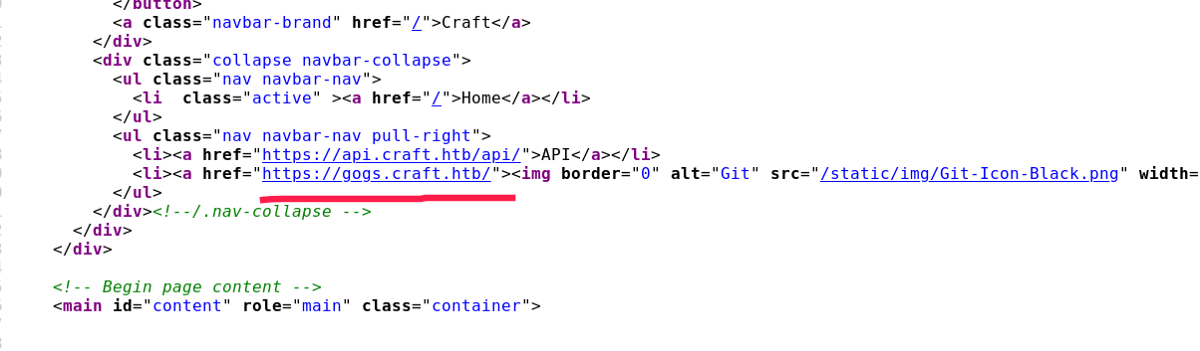 </button>
<a class="navbar-brand" href="/">Craft</a>
</div>
<div class="collapse navbar-collapse">
<ul class="nav navbar-nav">
<li  class="active" ><a href="/">Home</a></li>
</ul>
<ul class="nav navbar-nav pull-right">
<li><a href="https://api.craft.htb/api/">API</a></li>
<li><a href="https://gogs.craft.htb/"><img border="0" alt="Git" src="/static/img/Git-Icon-Black.png" width=
</ul>
</div><!--/.nav-collapse -->
</div>
</div>
<!-- Begin page content -->
<main id="content" role="main" class="container">